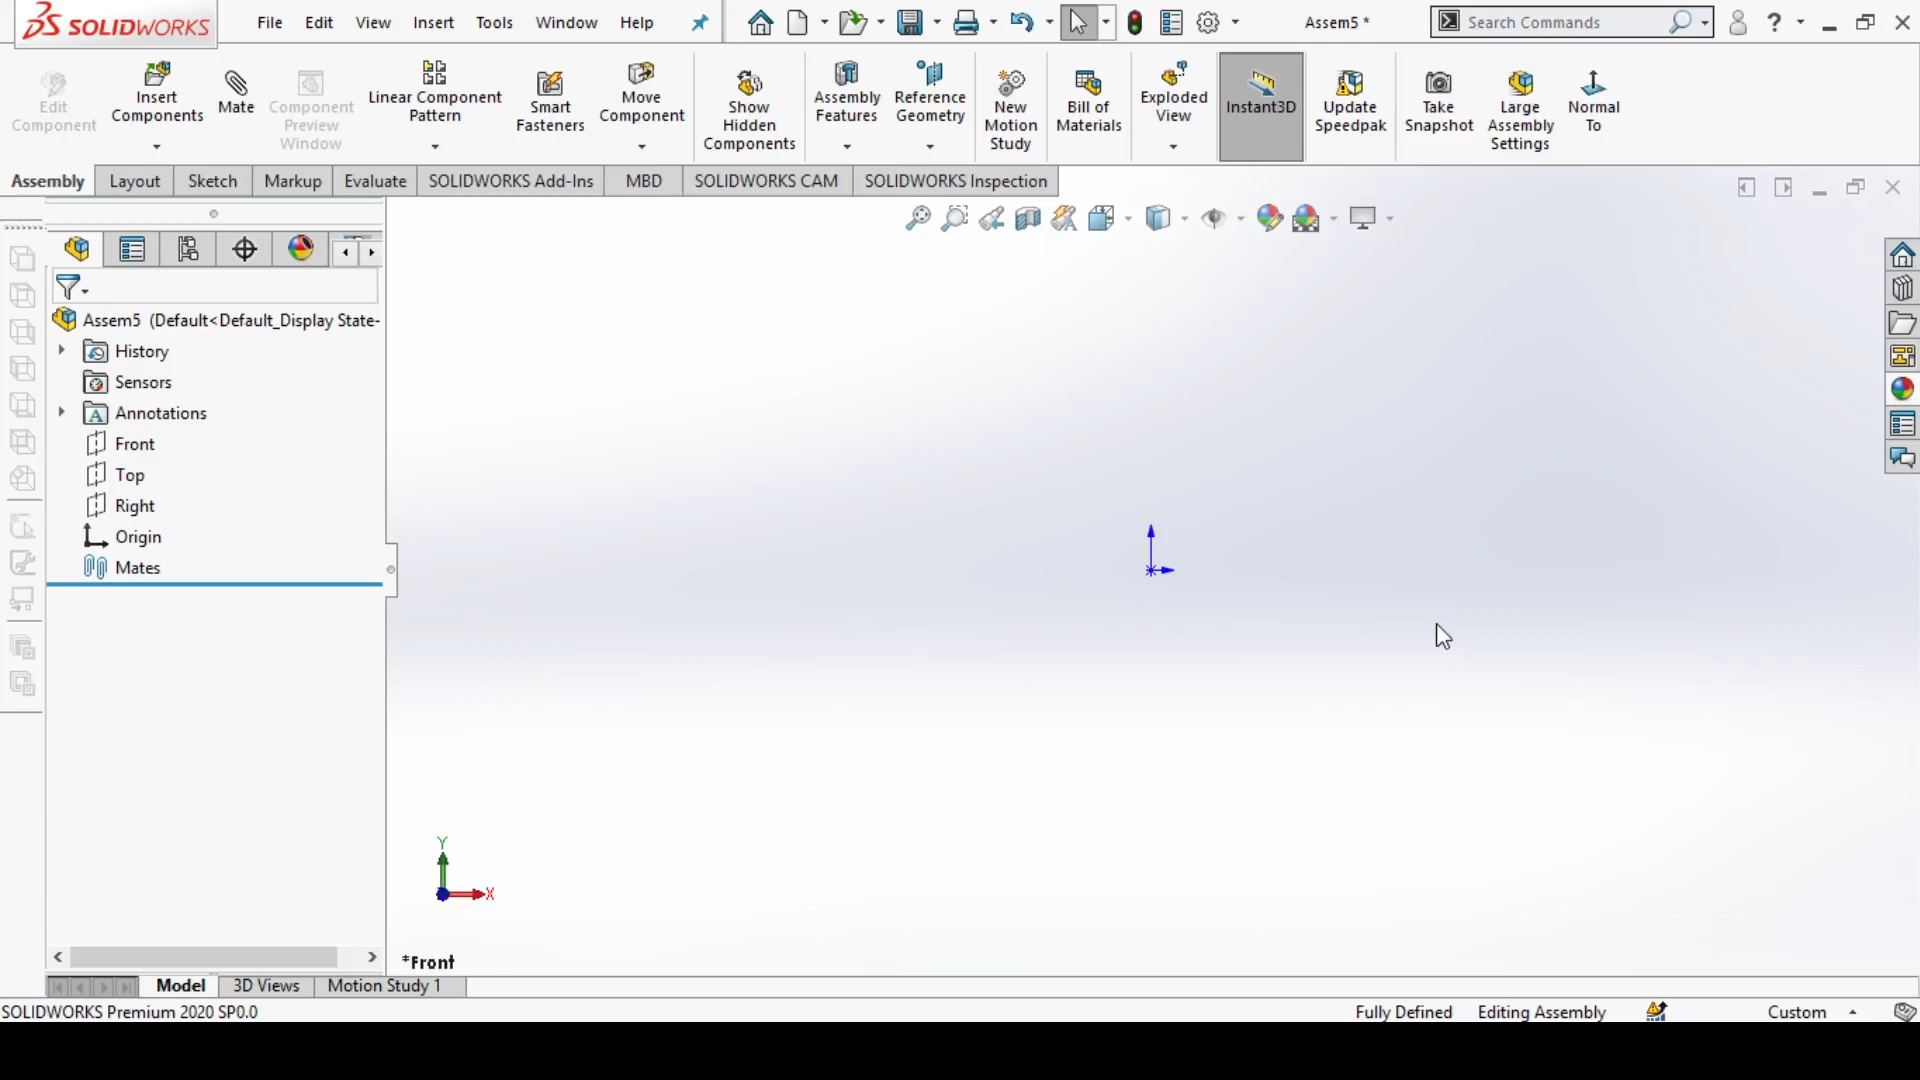 SOLIDWORKS File Edit View Insert Tools Window Help Assem5 * Search Commands
Edit Component
Insert Components
Mate
Component Preview Window
Linear Component Pattern
Smart Fasteners
Move Component
Show Hidden Components
Assembly Features
Reference Geometry
New Motion Study
Bill of Materials
Exploded View
Instant3D
Update Speedpak
Take Snapshot
Large Assembly Settings
Normal To
Assembly Layout Sketch Markup Evaluate SOLIDWORKS Add-Ins MBD SOLIDWORKS CAM SOLIDWORKS Inspection
Assem5 (Default<Default_Display State-
History
Sensors
Annotations
Front
Top
Right
Origin
Mates
Y
X
*Front
Model 3D Views Motion Study 1
SOLIDWORKS Premium 2020 SP0.0 Fully Defined Editing Assembly Custom